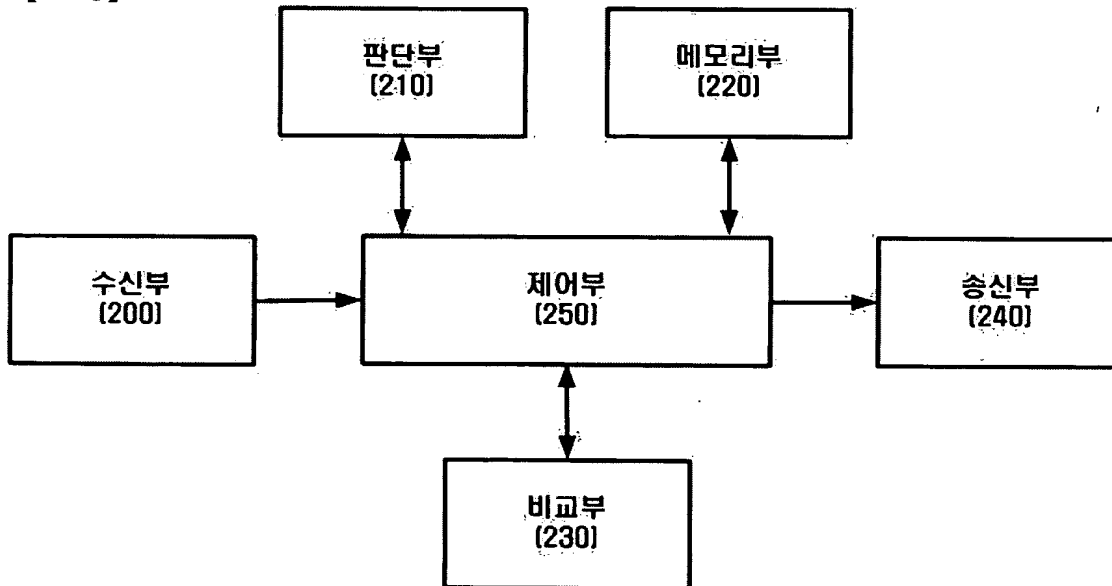 판단부
(210)
메모리부
(220)
수신부
(200)
제어부
(250)
송신부
(240)
비교부
(230)